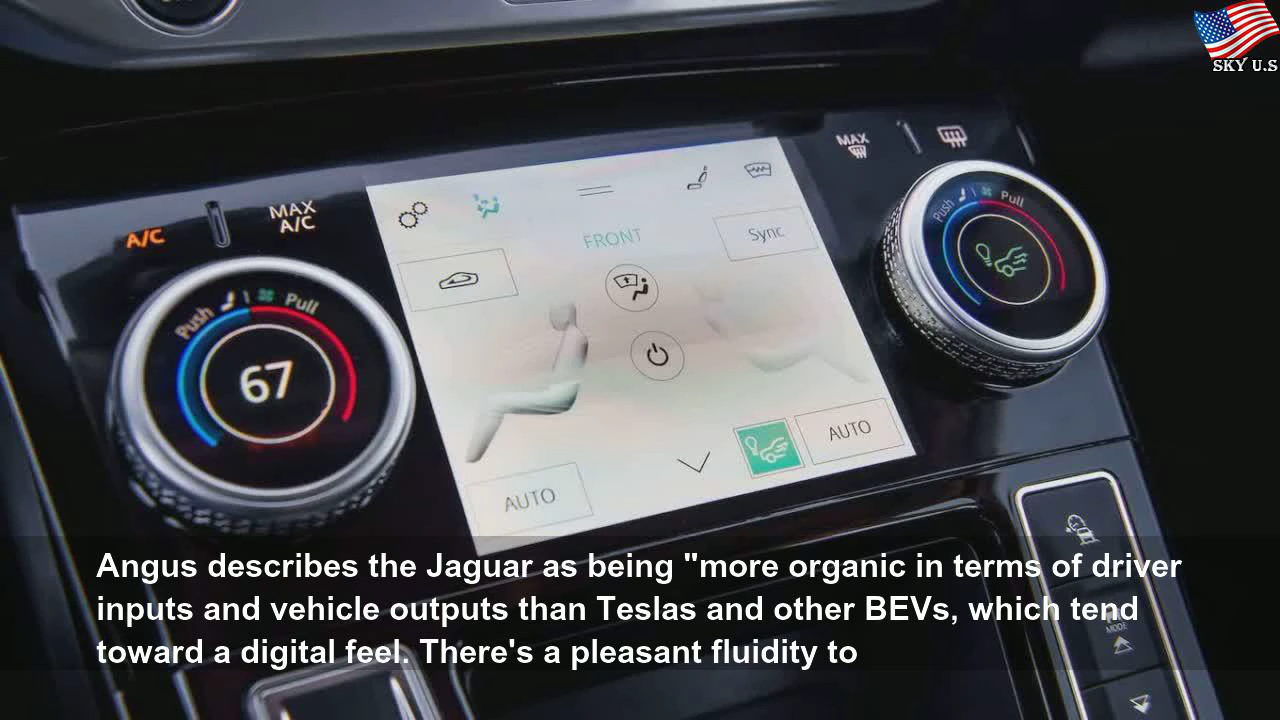 SKY U.S
MAX
MAX
A/C
A/C
Push
Pull
FRONT
Sync
Push
Pull
67
AUTO
AUTO
Angus describes the Jaguar as being "more organic in terms of driver
inputs and vehicle outputs than Teslas and other BEVs, which tend
toward a digital feel. There's a pleasant fluidity to
MODE